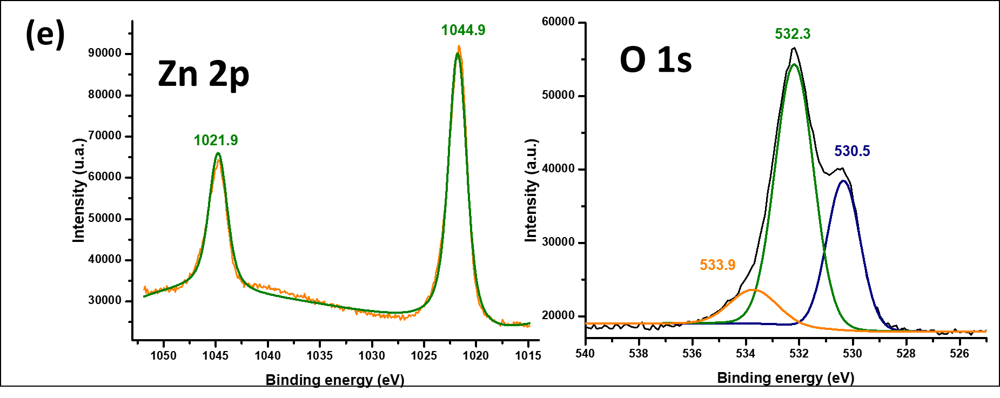 (e)
Zn 2p
1044.9
1021.9
90000
80000
70000
60000
50000
40000
30000
Intensity (u.a.)
1050 1045 1040 1035 1030 1025 1020 1015
Binding energy (eV)
O 1s
532.3
530.5
533.9
60000
50000
40000
30000
20000
Intensity (a.u.)
540 538 536 534 532 530 528 526
Binding energy (eV)